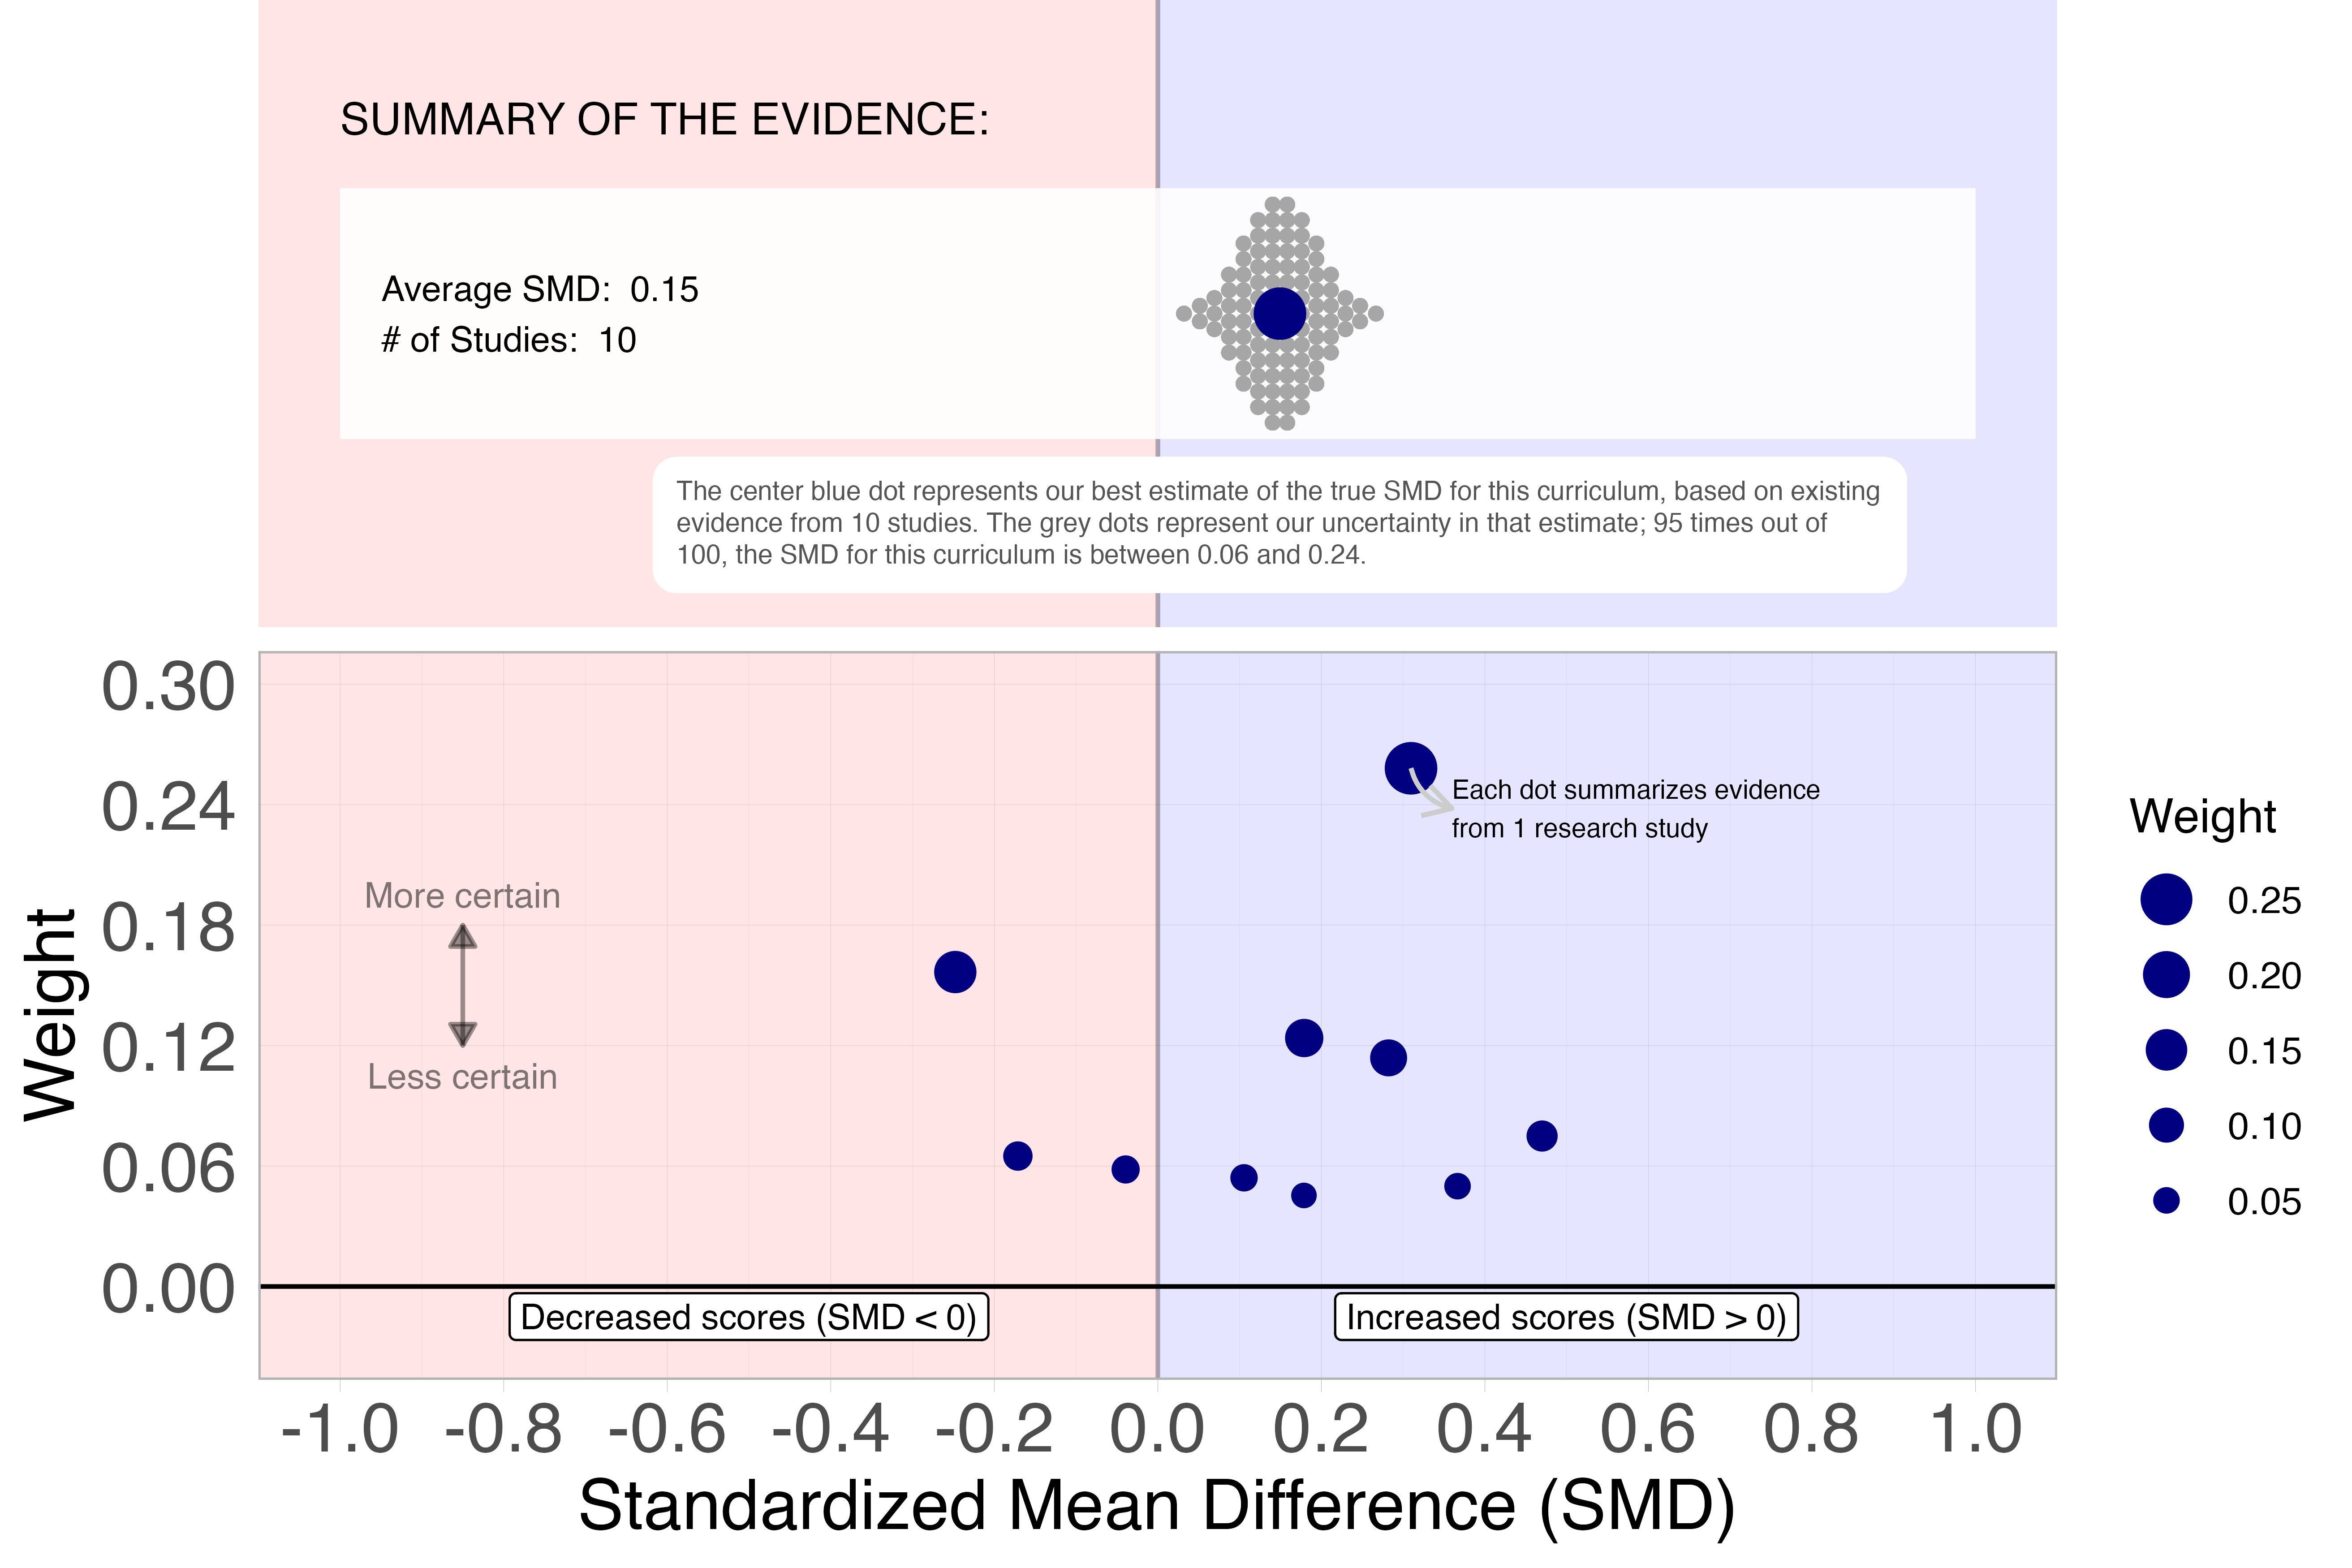 SUMMARY OF THE EVIDENCE:
Average SMD: 0.15
# of Studies: 10
The center blue dot represents our best estimate of the true SMD for this curriculum, based on existing
evidence from 10 studies. The grey dots represent our uncertainty in that estimate; 95 times out of
100, the SMD for this curriculum is between 0.06 and 0.24.
0.30
0.24
0.18
0.12
0.06
0.00
Weight
More certain
Less certain
Each dot summarizes evidence
from 1 research study
Decreased scores (SMD < 0)
Increased scores (SMD > 0)
-1.0 -0.8 -0.6 -0.4 -0.2 0.0 0.2 0.4 0.6 0.8 1.0
Standardized Mean Difference (SMD)
Weight
0.25
0.20
0.15
0.10
0.05